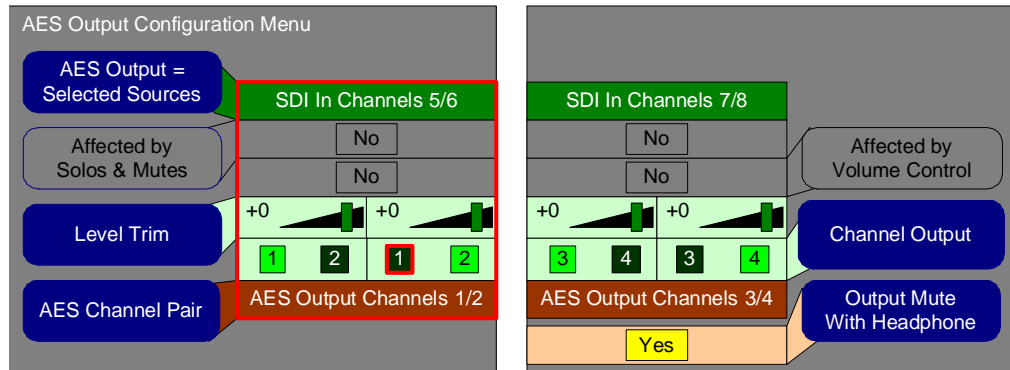 AES Output Configuration Menu
AES Output =
Selected Sources
SDI In Channels 5/6
SDI In Channels 7/8
Affected by
Solos & Mutes
No
No
No
No
Affected by
Volume Control
Level Trim
+0 +0
+0 +0
1 2 1 2
3 4 3 4
Channel Output
AES Channel Pair
AES Output Channels 1/2
AES Output Channels 3/4
Output Mute
With Headphone
Yes